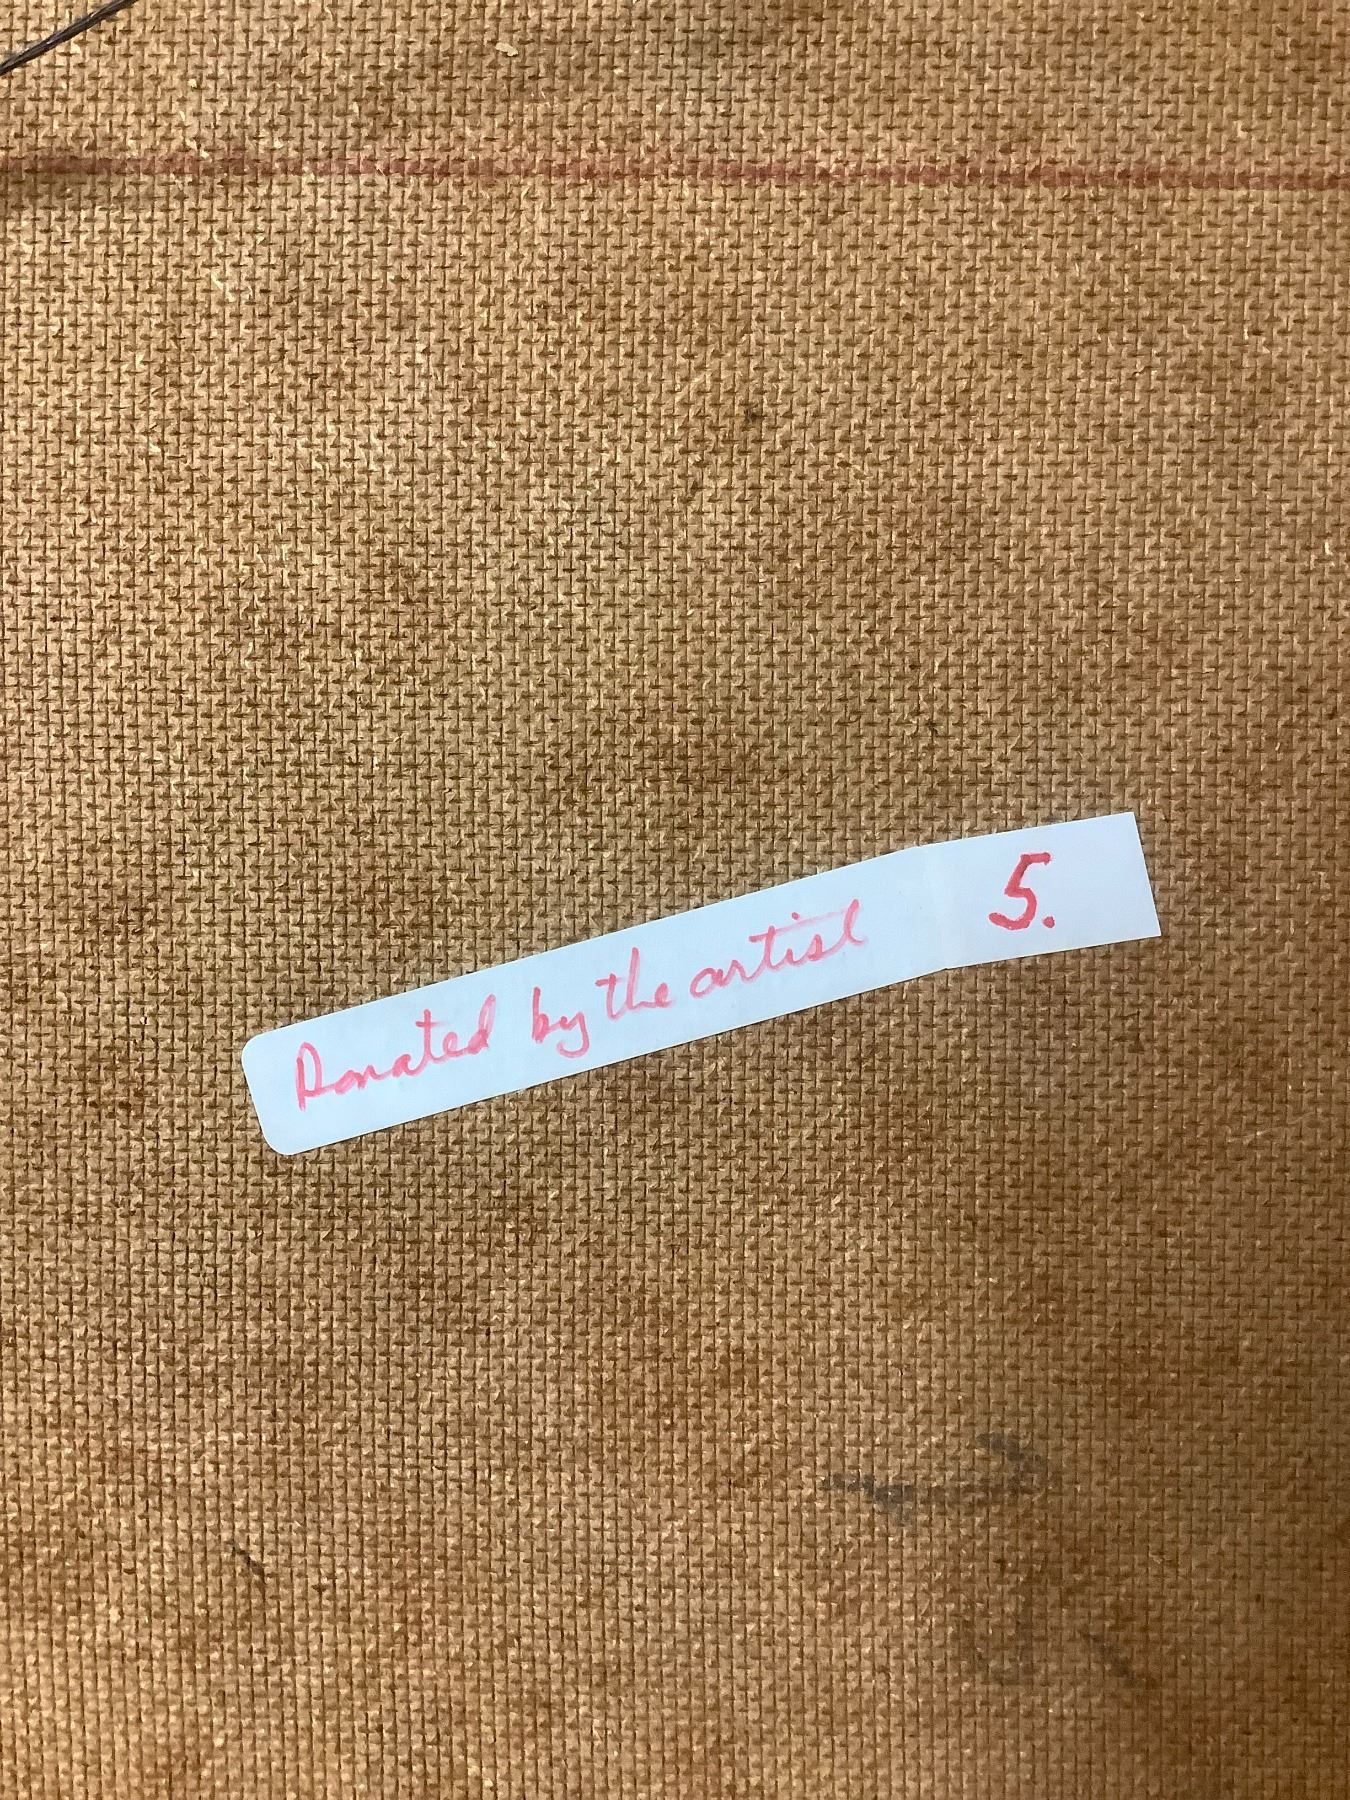 Donated by the artist 5.